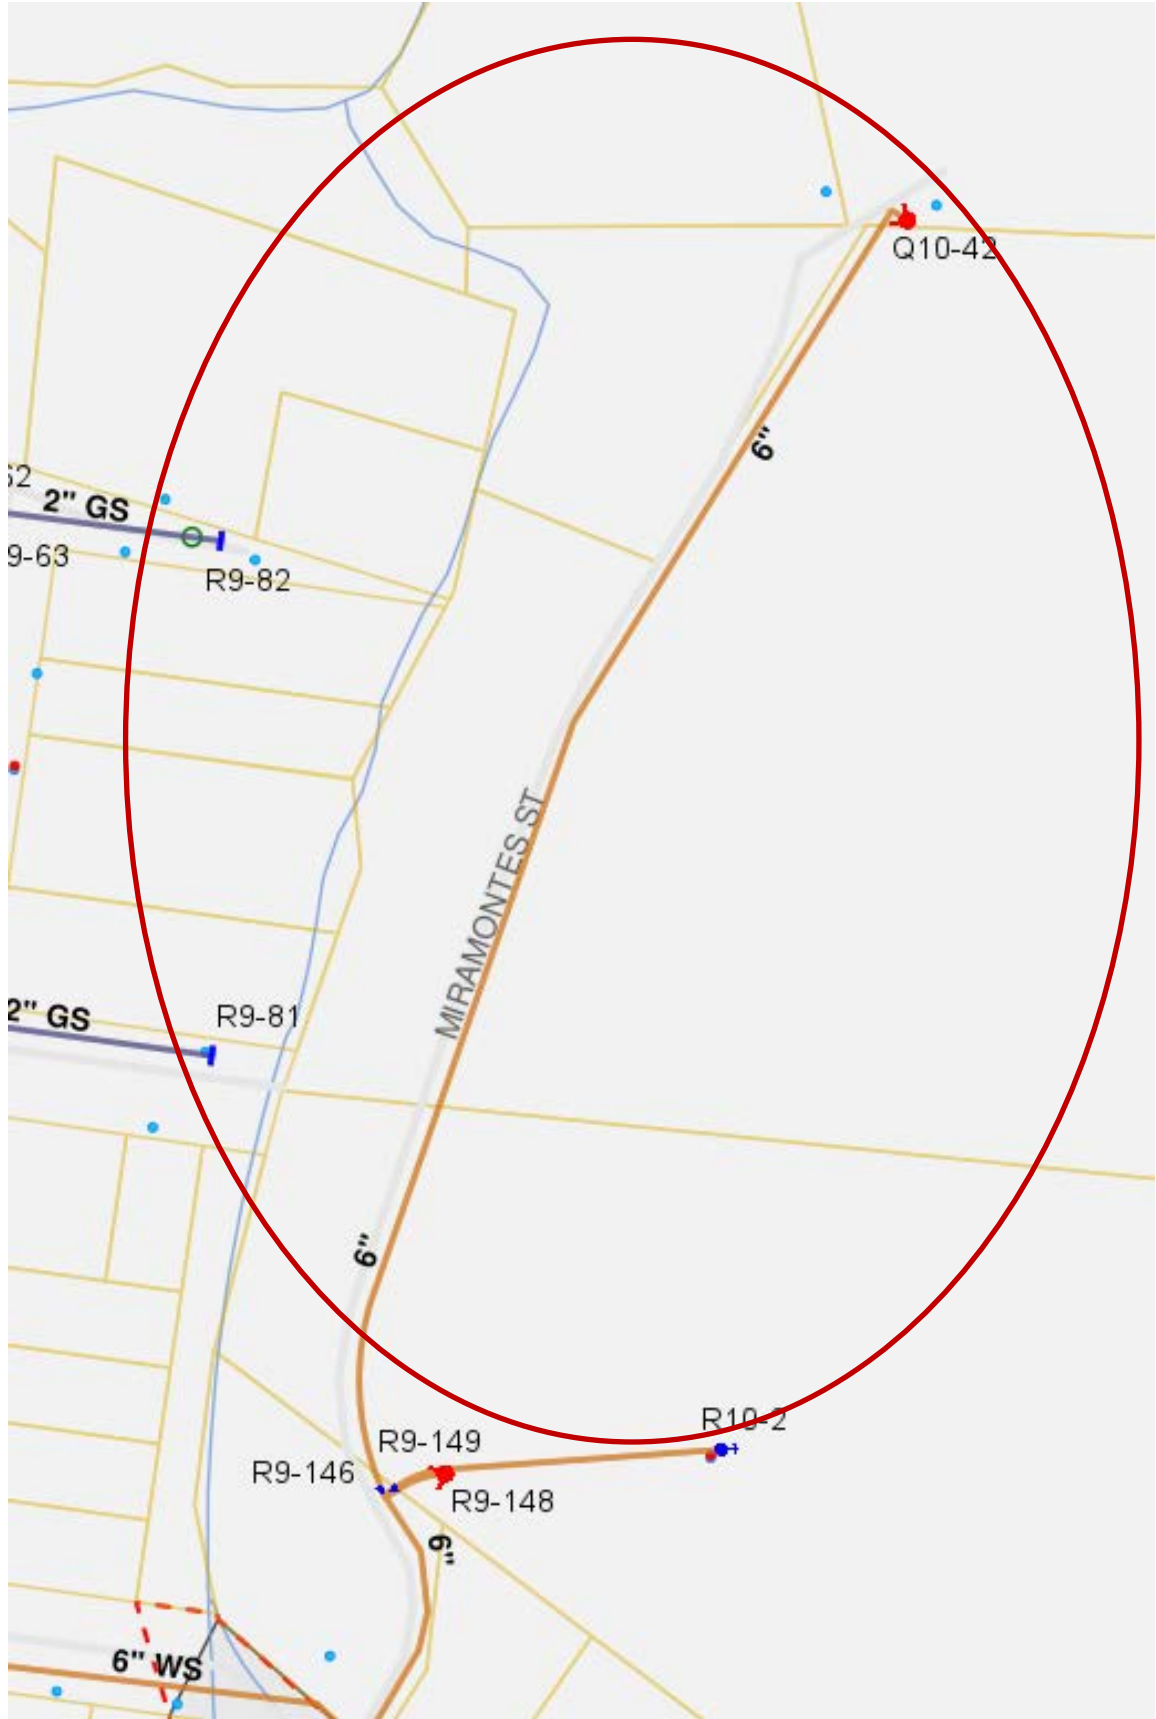 Q10-42
6"
2" GS
9-63
R9-82
MIRAMONTES ST
2" GS
R9-81
6"
R10-2
R9-149
R9-146
R9-148
6"
6" WS